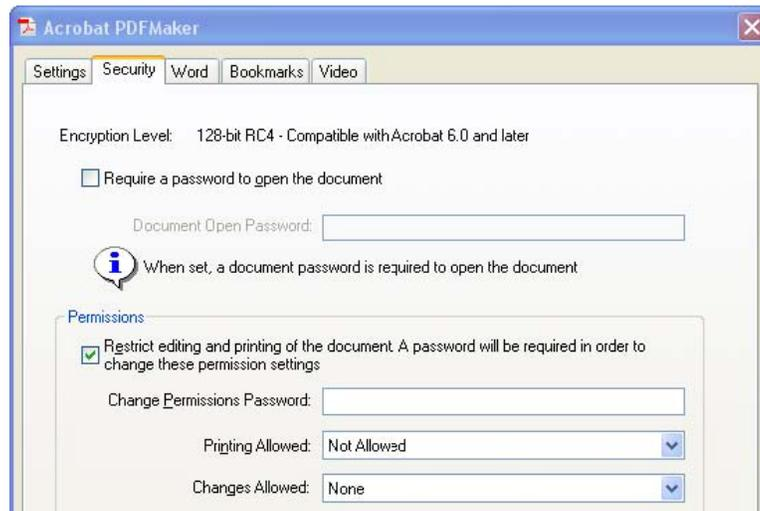 Acrobat PDFMaker
Settings Security Word Bookmarks Video
Encryption Level: 128-bit RC4 - Compatible with Acrobat 6.0 and later
Require a password to open the document
Document Open Password:
When set, a document password is required to open the document
Permissions
Restrict editing and printing of the document. A password will be required in order to
change these permission settings
Change Permissions Password:
Printing Allowed: Not Allowed
Changes Allowed: None